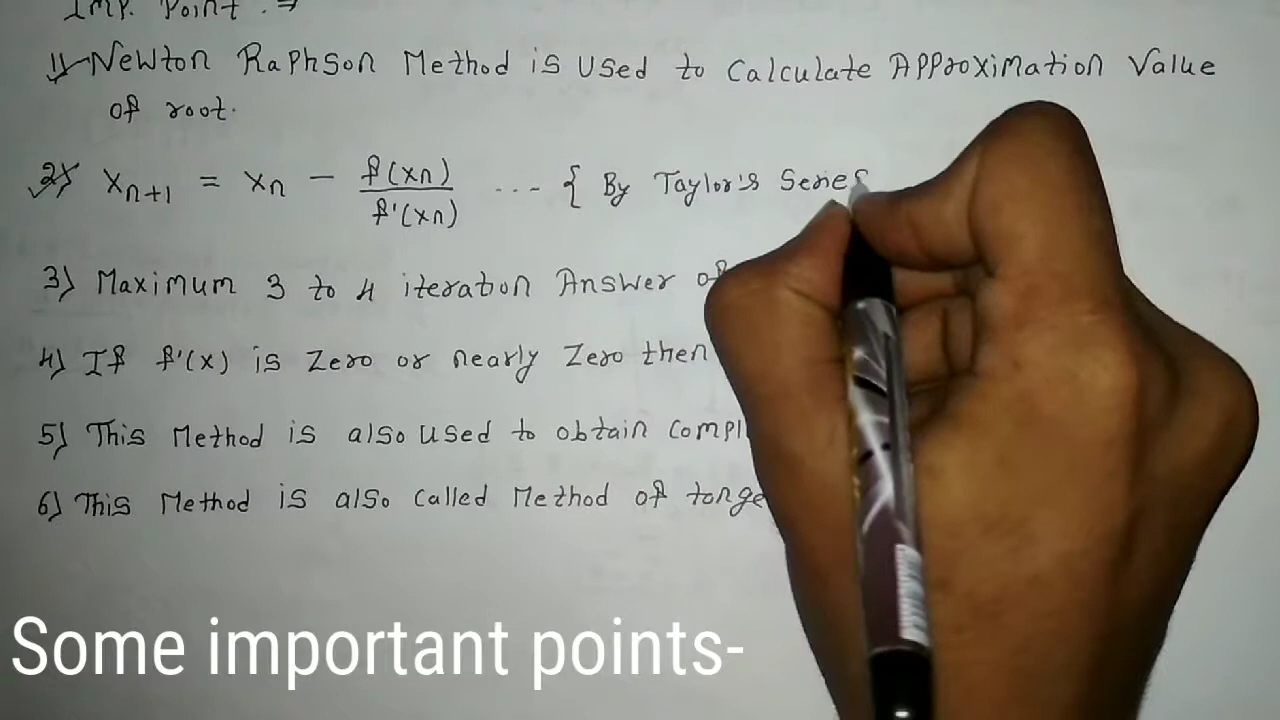 Imp. Point :⇒
1) Newton Raphson Method is used to Calculate Approximation Value
of root.
2) Xn+1 = Xn − f(xn)/f'(xn) ... { By Taylor's Series
3) Maximum 3 to 4 iteration Answer of
4) If f'(x) is Zero or nearly Zero then
5) This Method is also used to obtain
6) This Method is also Called Method of
Some important points-